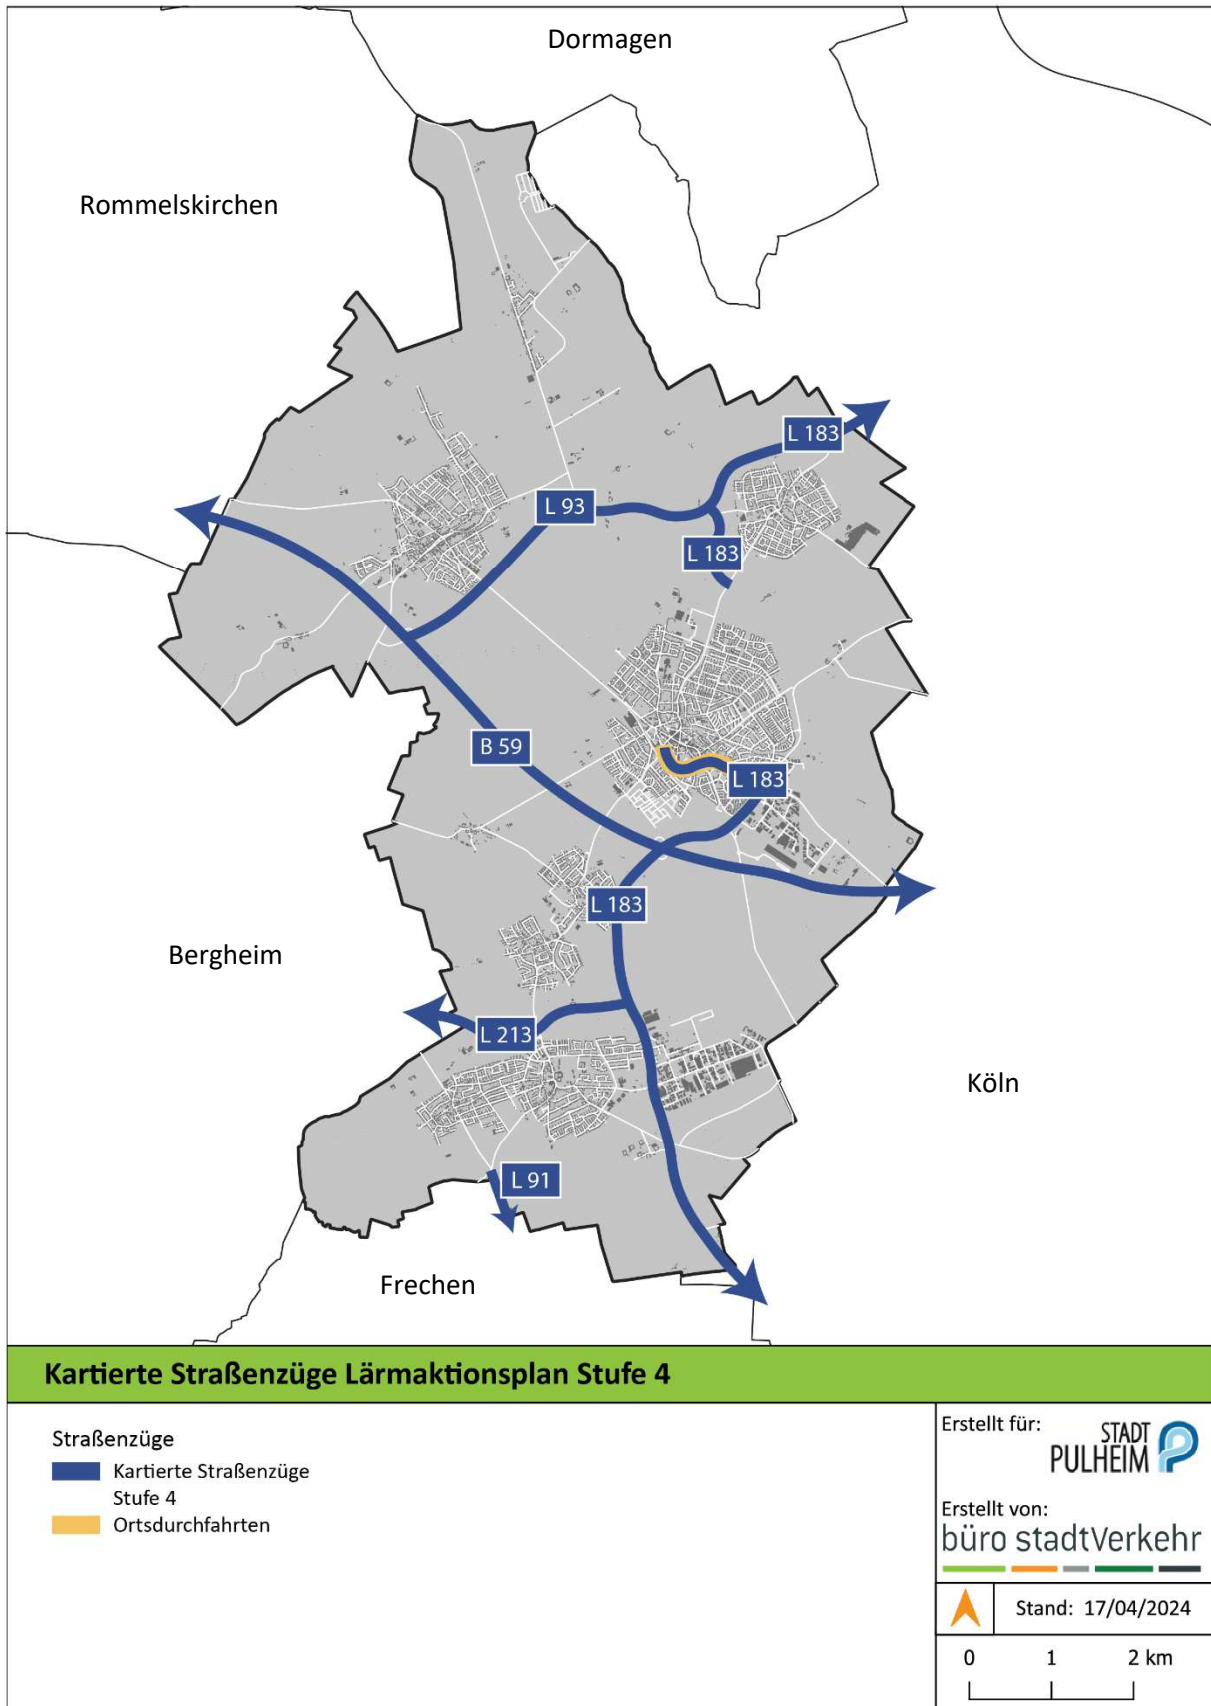 Dormagen
Rommelskirchen
L 183
L 93
L 183
B 59
L 183
L 183
Bergheim
L 213
Köln
L 91
Frechen
Kartierte Straßenzüge Lärmaktionsplan Stufe 4
Straßenzüge
Kartierte Straßenzüge
Stufe 4
Ortsdurchfahrten
Erstellt für:
STADT
PULHEIM
Erstellt von:
büro stadtVerkehr
Stand: 17/04/2024
0 1 2 km